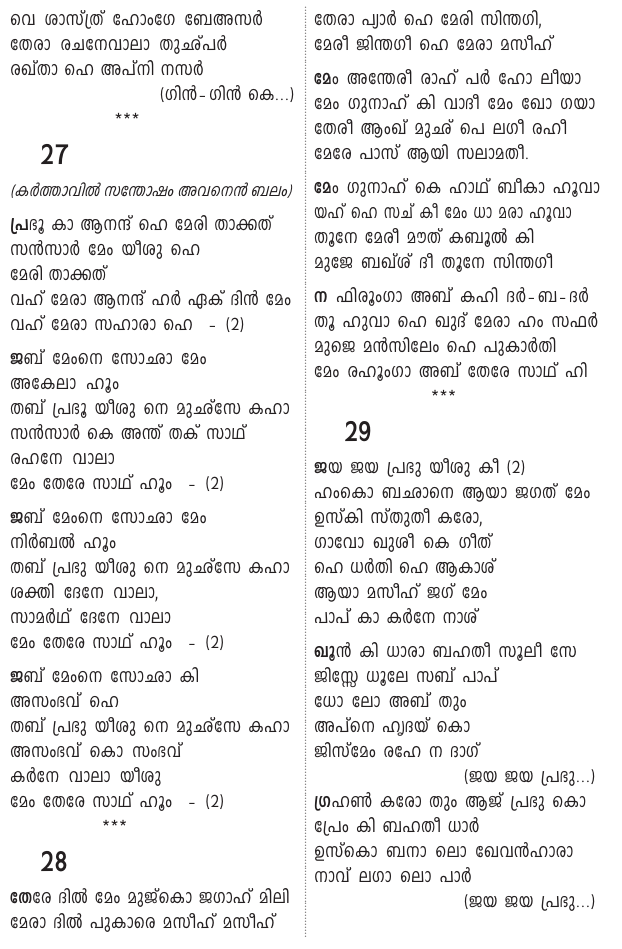 വെ ശാസ്ത്ര് ഹോംഗേ ബേഅസർ
തേരാ രചനേവാലാ തുഛ്പർ
രഖ്താ ഹെ അപ്നി നസർ
(ഗിൻ-ഗിൻ കെ...)
***
27
(കർത്താവിൽ സന്തോഷം അവനെൻ ബലം)
പ്രഭൂ കാ ആനന്ദ് ഹെ മേരി താക്കത്
സൻസാർ മേം യീശു ഹെ
മേരി താക്കത്
വഹ് മേരാ ആനന്ദ് ഹർ ഏക് ദിൻ മേം
വഹ് മേരാ സഹാരാ ഹെ - (2)
ജബ് മേംനെ സോഛാ മേം
അകേലാ ഹൂം
തബ് പ്രഭൂ യീശു നെ മുഛ്സേ കഹാ
സൻസാർ കെ അന്ത് തക് സാഥ്
രഹനേ വാലാ
മേം തേരേ സാഥ് ഹൂം - (2)
ജബ് മേംനെ സോഛാ മേം
നിർബൽ ഹൂം
തബ് പ്രഭു യീശു നെ മുഛ്സേ കഹാ
ശക്തി ദേനേ വാലാ,
സാമർഥ് ദേനേ വാലാ
മേം തേരേ സാഥ് ഹൂം - (2)
ജബ് മേംനെ സോഛാ കി
അസംഭവ് ഹെ
തബ് പ്രഭു യീശു നെ മുഛ്സേ കഹാ
അസംഭവ് കൊ സംഭവ്
കർനേ വാലാ യീശു
മേം തേരേ സാഥ് ഹൂം - (2)
***
28
തേരേ ദിൽ മേം മുജ്കൊ ജഗാഹ് മിലി
മേരാ ദിൽ പുകാരെ മസീഹ് മസീഹ്
തേരാ പ്യാർ ഹെ മേരി സിന്തഗി,
മേരീ ജിന്തഗീ ഹെ മേരാ മസീഹ്
മേം അന്തേരീ രാഹ് പർ ഹോ ലീയാ
മേം ഗുനാഹ് കി വാദീ മേം ഖോ ഗയാ
തേരീ ആംഖ് മുഛ് പെ ലഗീ രഹീ
മേരേ പാസ് ആയി സലാമതീ.
മേം ഗുനാഹ് കെ ഹാഥ് ബീകാ ഹൂവാ
യഹ് ഹെ സച് കീ മേം ധാ മരാ ഹൂവാ
തൂനേ മേരീ മൗത് കബൂൽ കി
മുജേ ബഖ്ശ് ദീ തൂനേ സിന്തഗീ
ന ഫിരൂംഗാ അബ് കഹി ദർ-ബ-ദർ
തൂ ഹുവാ ഹെ ഖുദ് മേരാ ഹം സഫർ
മുജെ മൻസിലേം ഹെ പുകാർതി
മേം രഹൂംഗാ അബ് തേരേ സാഥ് ഹി
***
29
ജയ ജയ പ്രഭു യീശു കീ (2)
ഹംകൊ ബഛാനെ ആയാ ജഗത് മേം
ഉസ്കി സ്തുതീ കരോ,
ഗാവോ ഖുശീ കെ ഗീത്
ഹെ ധർതി ഹെ ആകാശ്
ആയാ മസീഹ് ജഗ് മേം
പാപ് കാ കർനേ നാശ്
ഖൂൻ കി ധാരാ ബഹതീ സൂലീ സേ
ജിസ്സേ ധൂലേ സബ് പാപ്
ധോ ലോ അബ് തും
അപ്നെ ഹൃദയ് കൊ
ജിസ്മേം രഹേ ന ദാഗ്
(ജയ ജയ പ്രഭു...)
ഗ്രഹൺ കരോ തും ആജ് പ്രഭു കൊ
പ്രേം കി ബഹതീ ധാർ
ഉസ്കൊ ബനാ ലൊ ഖേവൻഹാരാ
നാവ് ലഗാ ലൊ പാർ
(ജയ ജയ പ്രഭു...)